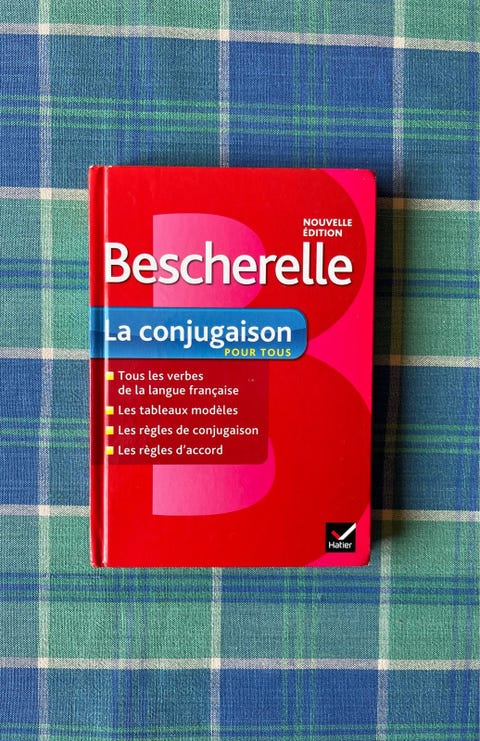 NOUVELLE
ÉDITION
Bescherelle
La conjugaison
POUR TOUS
Tous les verbes
de la langue française
Les tableaux modèles
Les règles de conjugaison
Les règles d'accord
Hatier